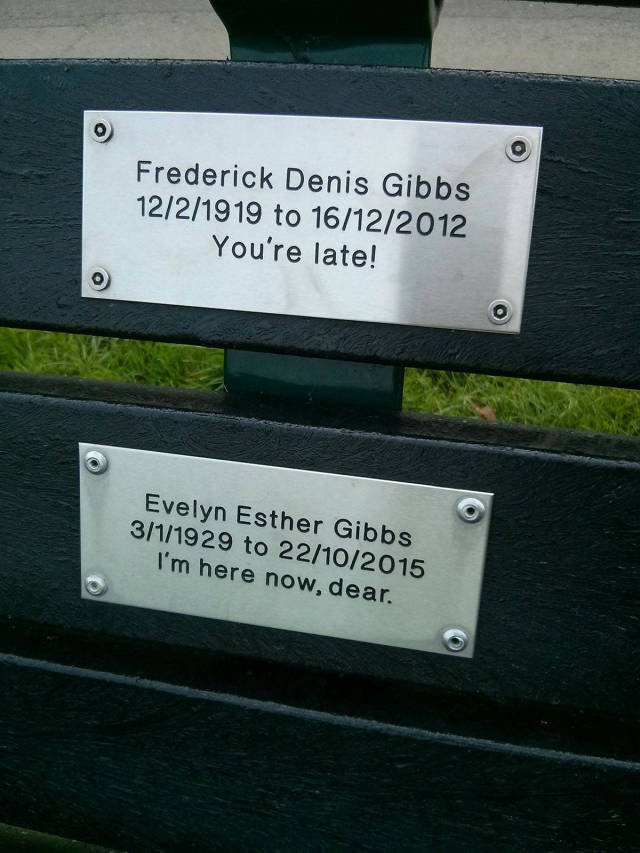 Frederick Denis Gibbs
12/2/1919 to 16/12/2012
You're late!
Evelyn Esther Gibbs
3/1/1929 to 22/10/2015
I'm here now, dear.